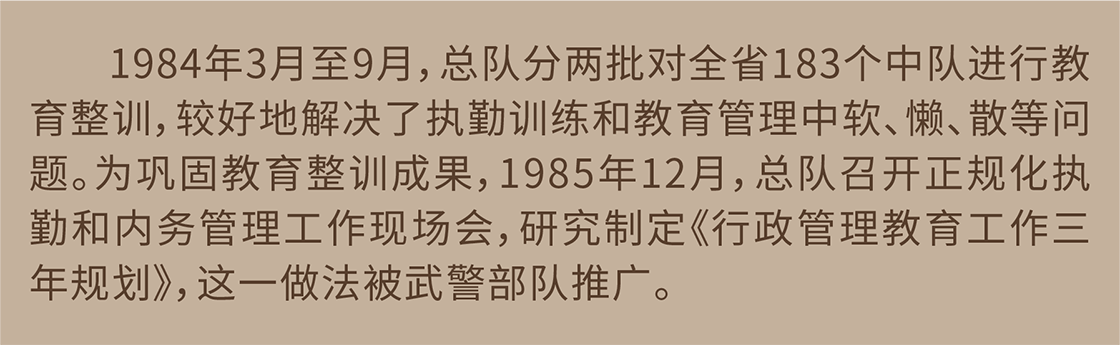 1984年3月至9月，总队分两批对全省183个中队进行教
育整训，较好地解决了执勤训练和教育管理中软、懒、散等问
题。为巩固教育整训成果，1985年12月，总队召开正规化执
勤和内务管理工作现场会，研究制定《行政管理教育工作三
年规划》，这一做法被武警部队推广。